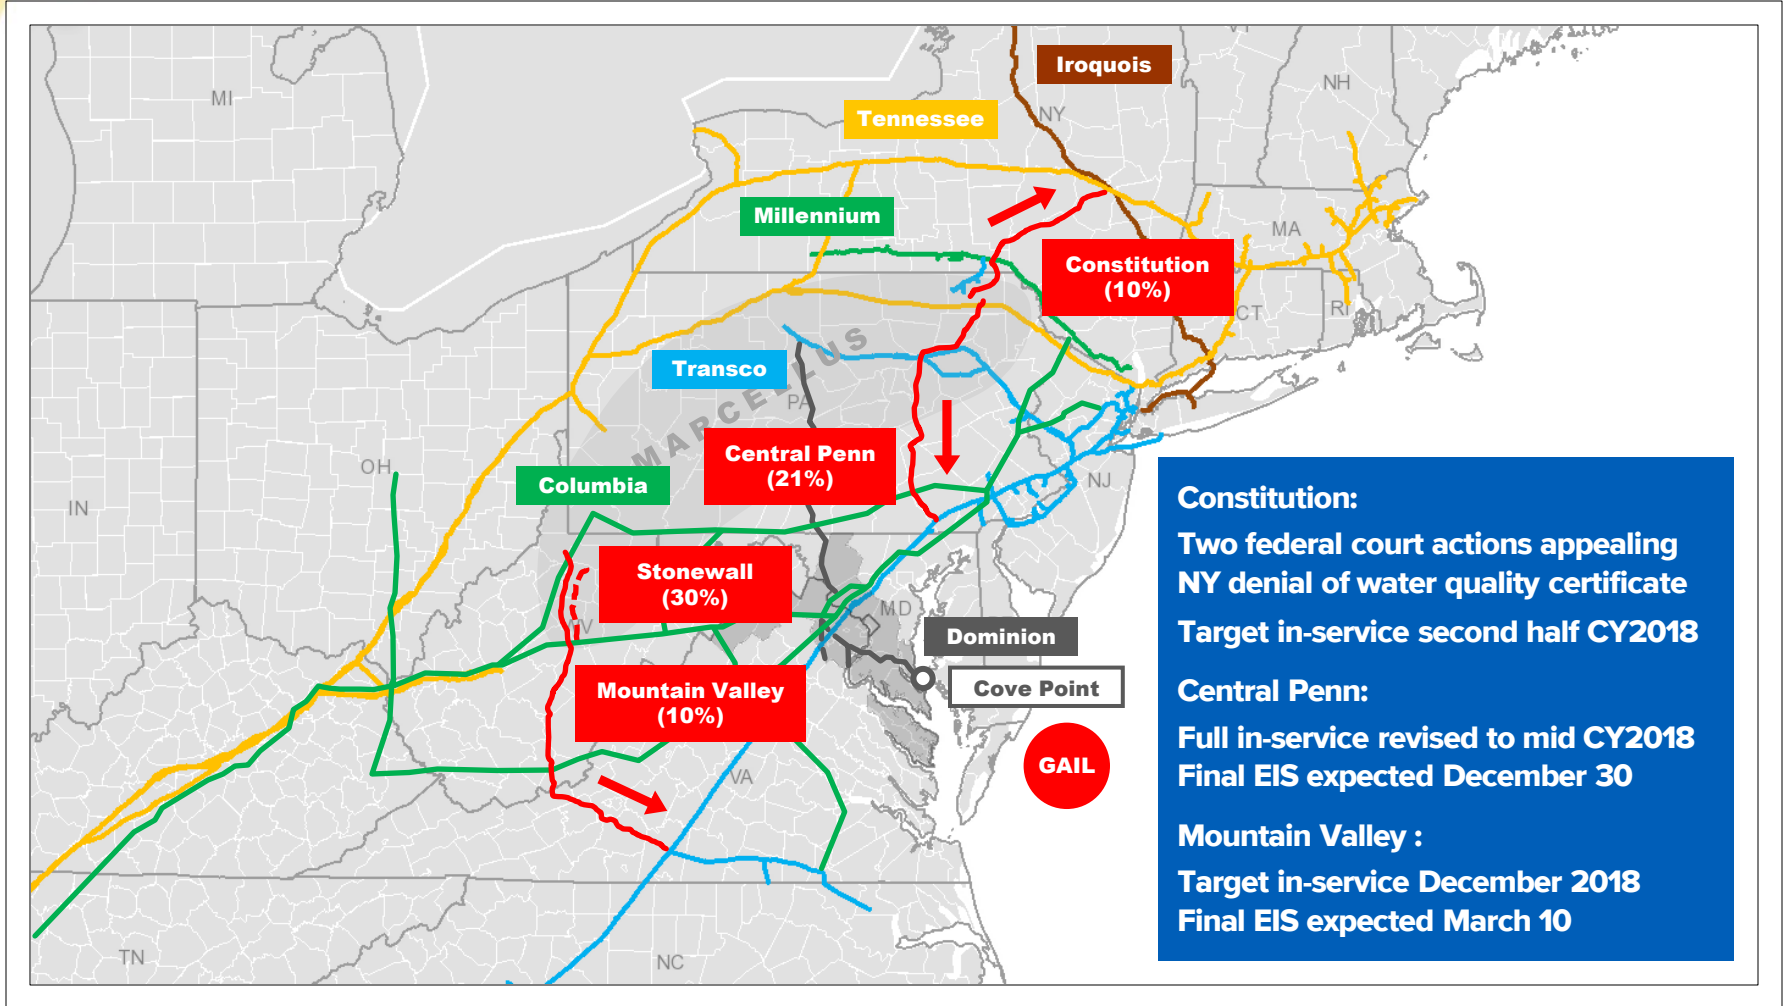 Iroquois
VT
MI
NH
NY
Tennessee
Millennium
MA
Constitution
(10%)
CT
RI
MARCELLUS
Transco
PA
Central Penn
(21%)
OH
Columbia
NJ
IN
Stonewall
(30%)
WV
MD
Dominion
Cove Point
Mountain Valley
(10%)
GAIL
VA
TN
NC
Constitution:
Two federal court actions appealing
NY denial of water quality certificate
Target in-service second half CY2018
Central Penn:
Full in-service revised to mid CY2018
Final EIS expected December 30
Mountain Valley :
Target in-service December 2018
Final EIS expected March 10